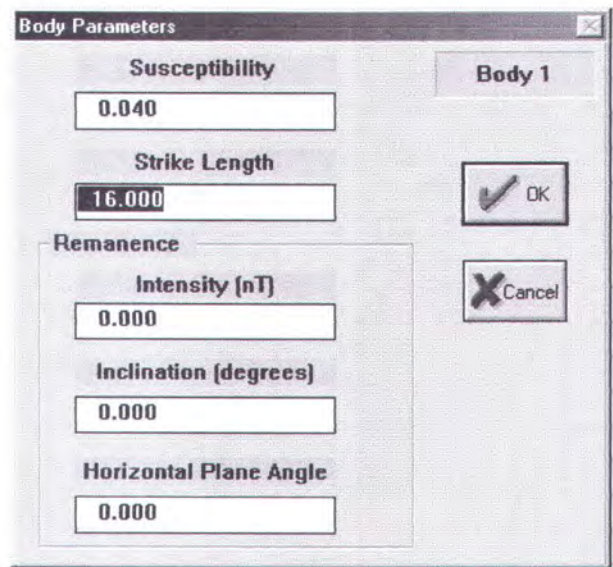 Body Parameters
Susceptibility
Body 1
0.040
Strike Length
16.000
OK
Remanence
Intensity (nT)
Cancel
0.000
Inclination (degrees)
0.000
Horizontal Plane Angle
0.000